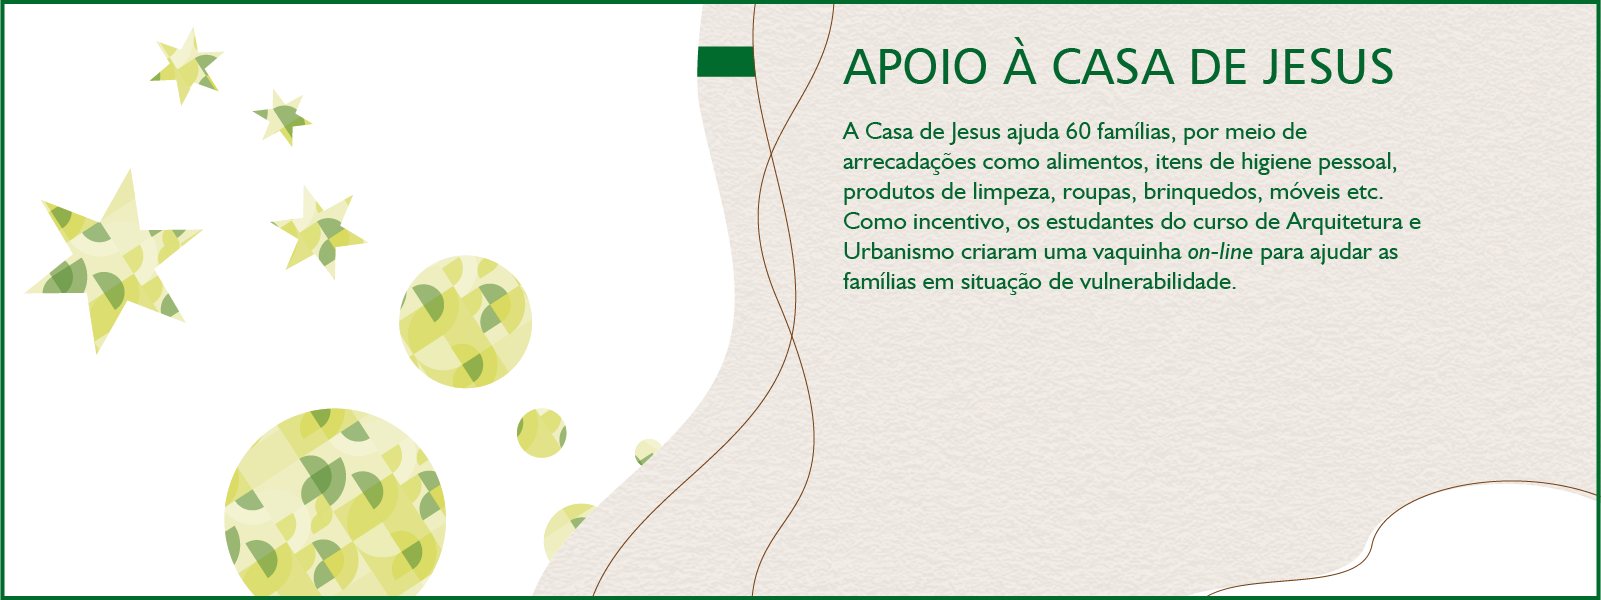 APOIO À CASA DE JESUS
A Casa de Jesus ajuda 60 famílias, por meio de
arrecadações como alimentos, itens de higiene pessoal,
produtos de limpeza, roupas, brinquedos, móveis etc.
Como incentivo, os estudantes do curso de Arquitetura e
Urbanismo criaram uma vaquinha on-line para ajudar as
famílias em situação de vulnerabilidade.